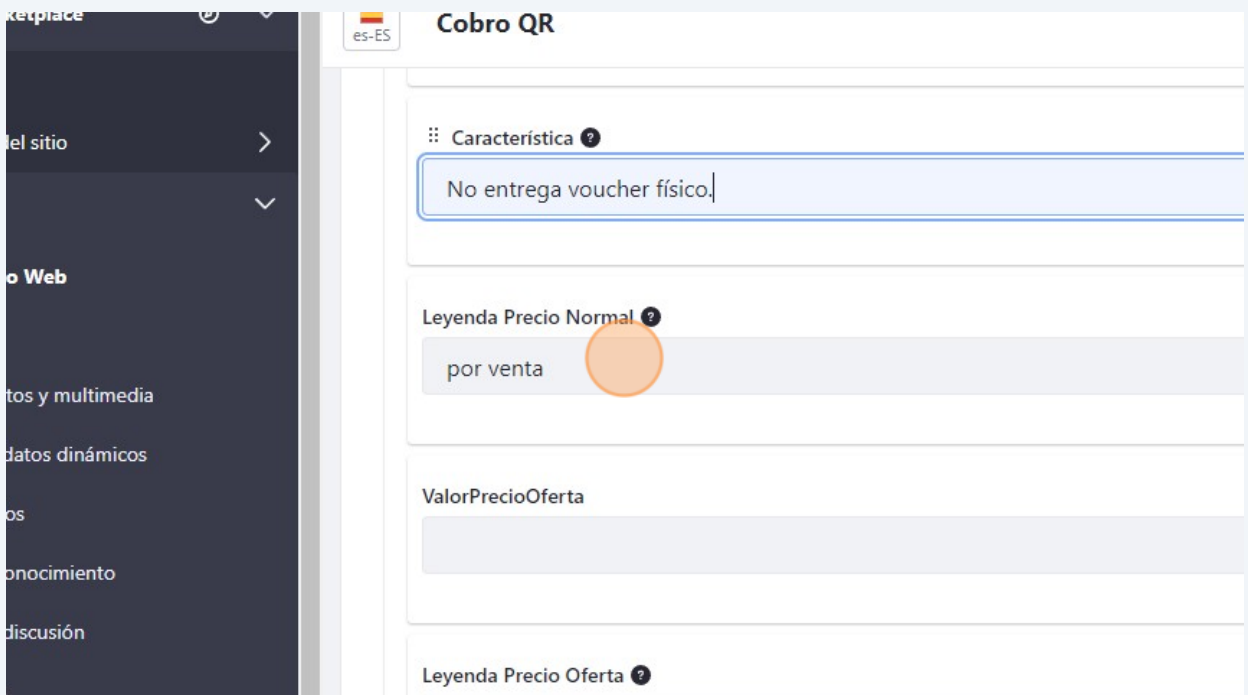 es-ES
Cobro QR
del sitio
o Web
tos y multimedia
datos dinámicos
os
onocimiento
discusión
Característica
No entrega voucher físico.
Leyenda Precio Normal
por venta
ValorPrecioOferta
Leyenda Precio Oferta